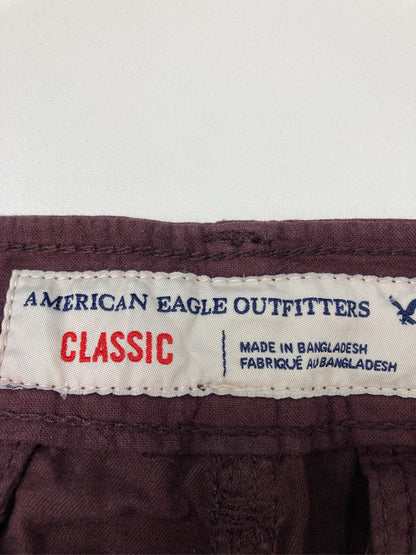 AMERICAN EAGLE OUTFITTERS
CLASSIC
MADE IN BANGLADESH
FABRIQUÉ AU BANGLADESH